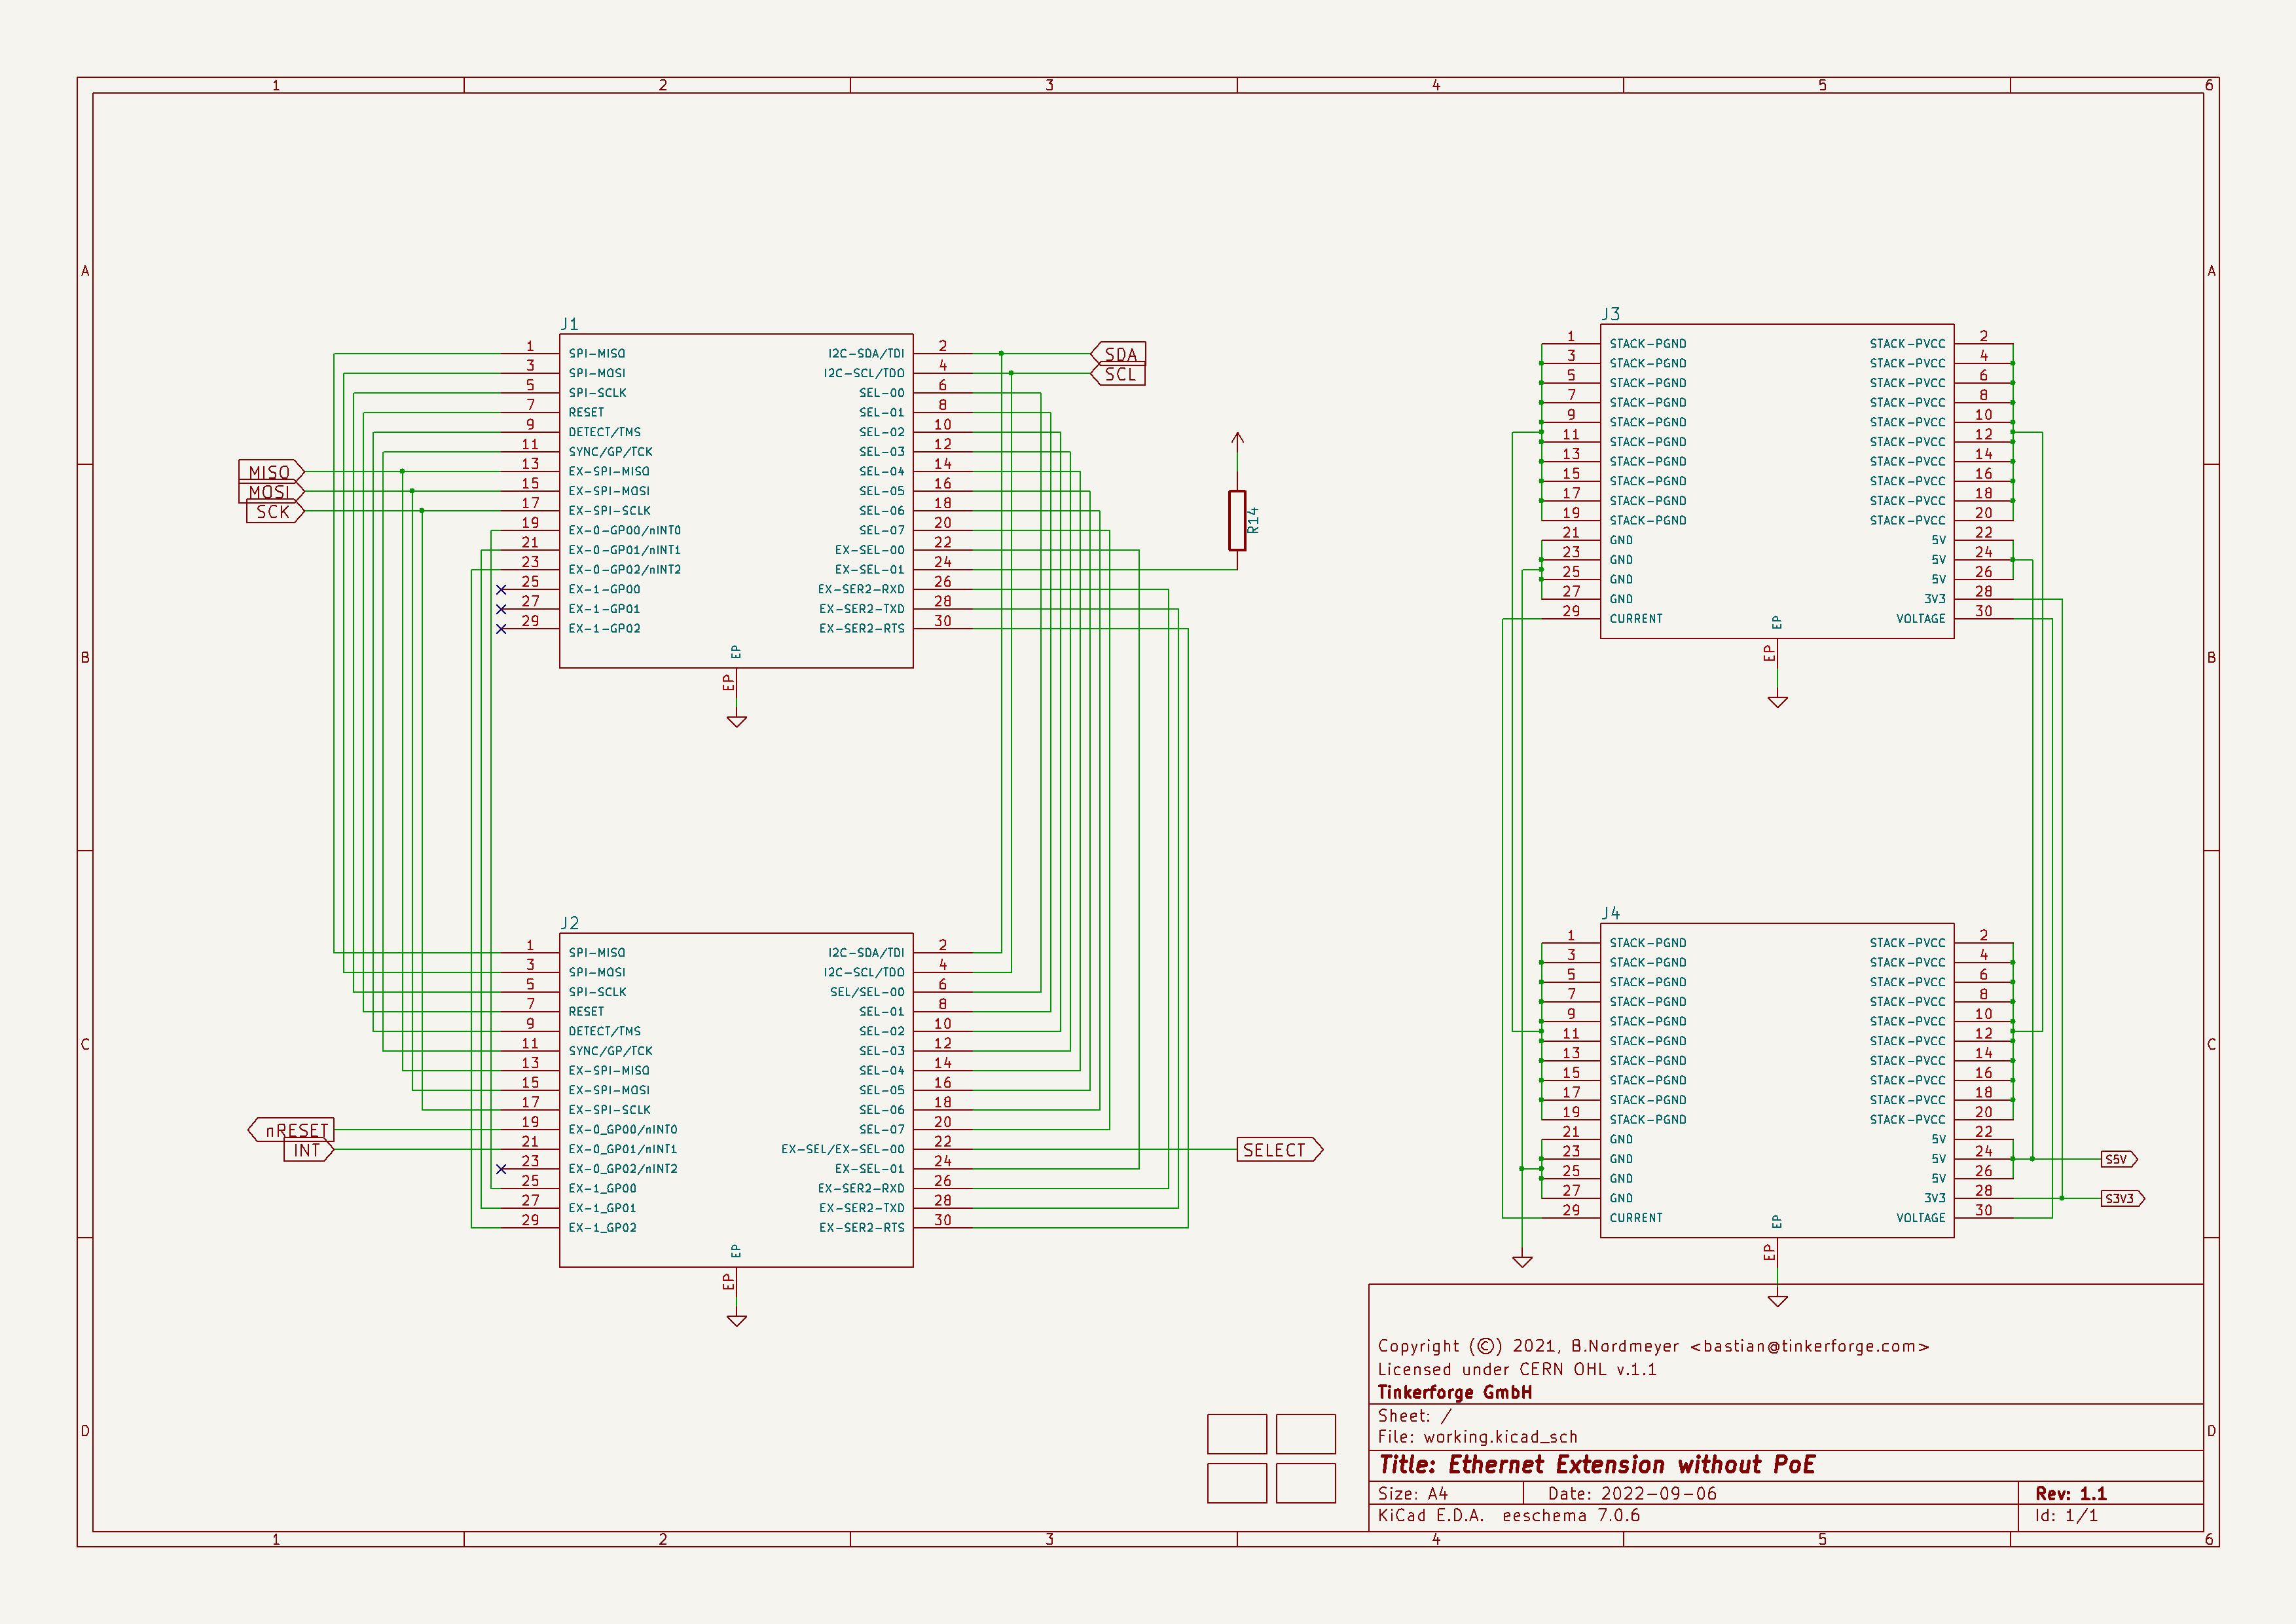 1 2 3 4 5 6
A A
B B
C C
D D
J1
1 SPI-MISO I2C-SDA/TDI 2 SDA
3 SPI-MOSI I2C-SCL/TDO 4 SCL
5 SPI-SCLK SEL-00 6
7 RESET SEL-01 8
9 DETECT/TMS SEL-02 10
11 SYNC/GP/TCK SEL-03 12
MISO 13 EX-SPI-MISO SEL-04 14
MOSI 15 EX-SPI-MOSI SEL-05 16
SCK 17 EX-SPI-SCLK SEL-06 18
19 EX-0-GPO0/nINT0 SEL-07 20
21 EX-0-GPO1/nINT1 EX-SEL-00 22
23 EX-0-GPO2/nINT2 EX-SEL-01 24
25 EX-1-GPO0 EX-SER2-RXD 26
27 EX-1-GPO1 EX-SER2-TXD 28
29 EX-1-GPO2 EX-SER2-RTS 30
EP
EP
R14
J2
1 SPI-MISO I2C-SDA/TDI 2
3 SPI-MOSI I2C-SCL/TDO 4
5 SPI-SCLK SEL/SEL-00 6
7 RESET SEL-01 8
9 DETECT/TMS SEL-02 10
11 SYNC/GP/TCK SEL-03 12
13 EX-SPI-MISO SEL-04 14
15 EX-SPI-MOSI SEL-05 16
17 EX-SPI-SCLK SEL-06 18
nRESET 19 EX-0_GPO0/nINT0 SEL-07 20
INT 21 EX-0_GPO1/nINT1 EX-SEL/EX-SEL-00 22 SELECT
23 EX-0_GPO2/nINT2 EX-SEL-01 24
25 EX-1_GPO0 EX-SER2-RXD 26
27 EX-1_GPO1 EX-SER2-TXD 28
29 EX-1_GPO2 EX-SER2-RTS 30
EP
EP
J3
1 STACK-PGND STACK-PVCC 2
3 STACK-PGND STACK-PVCC 4
5 STACK-PGND STACK-PVCC 6
7 STACK-PGND STACK-PVCC 8
9 STACK-PGND STACK-PVCC 10
11 STACK-PGND STACK-PVCC 12
13 STACK-PGND STACK-PVCC 14
15 STACK-PGND STACK-PVCC 16
17 STACK-PGND STACK-PVCC 18
19 STACK-PGND STACK-PVCC 20
21 GND 5V 22
23 GND 5V 24
25 GND 5V 26
27 GND 3V3 28
29 CURRENT VOLTAGE 30
EP
EP
J4
1 STACK-PGND STACK-PVCC 2
3 STACK-PGND STACK-PVCC 4
5 STACK-PGND STACK-PVCC 6
7 STACK-PGND STACK-PVCC 8
9 STACK-PGND STACK-PVCC 10
11 STACK-PGND STACK-PVCC 12
13 STACK-PGND STACK-PVCC 14
15 STACK-PGND STACK-PVCC 16
17 STACK-PGND STACK-PVCC 18
19 STACK-PGND STACK-PVCC 20
21 GND 5V 22
23 GND 5V 24 S5V
25 GND 5V 26
27 GND 3V3 28 S3V3
29 CURRENT VOLTAGE 30
EP
EP
Copyright (©) 2021, B.Nordmeyer <bastian@tinkerforge.com>
Licensed under CERN OHL v.1.1
Tinkerforge GmbH
Sheet: /
File: working.kicad_sch
Title: Ethernet Extension without PoE
Size: A4 Date: 2022-09-06 Rev: 1.1
KiCad E.D.A. eeschema 7.0.6 Id: 1/1
1 2 3 4 5 6